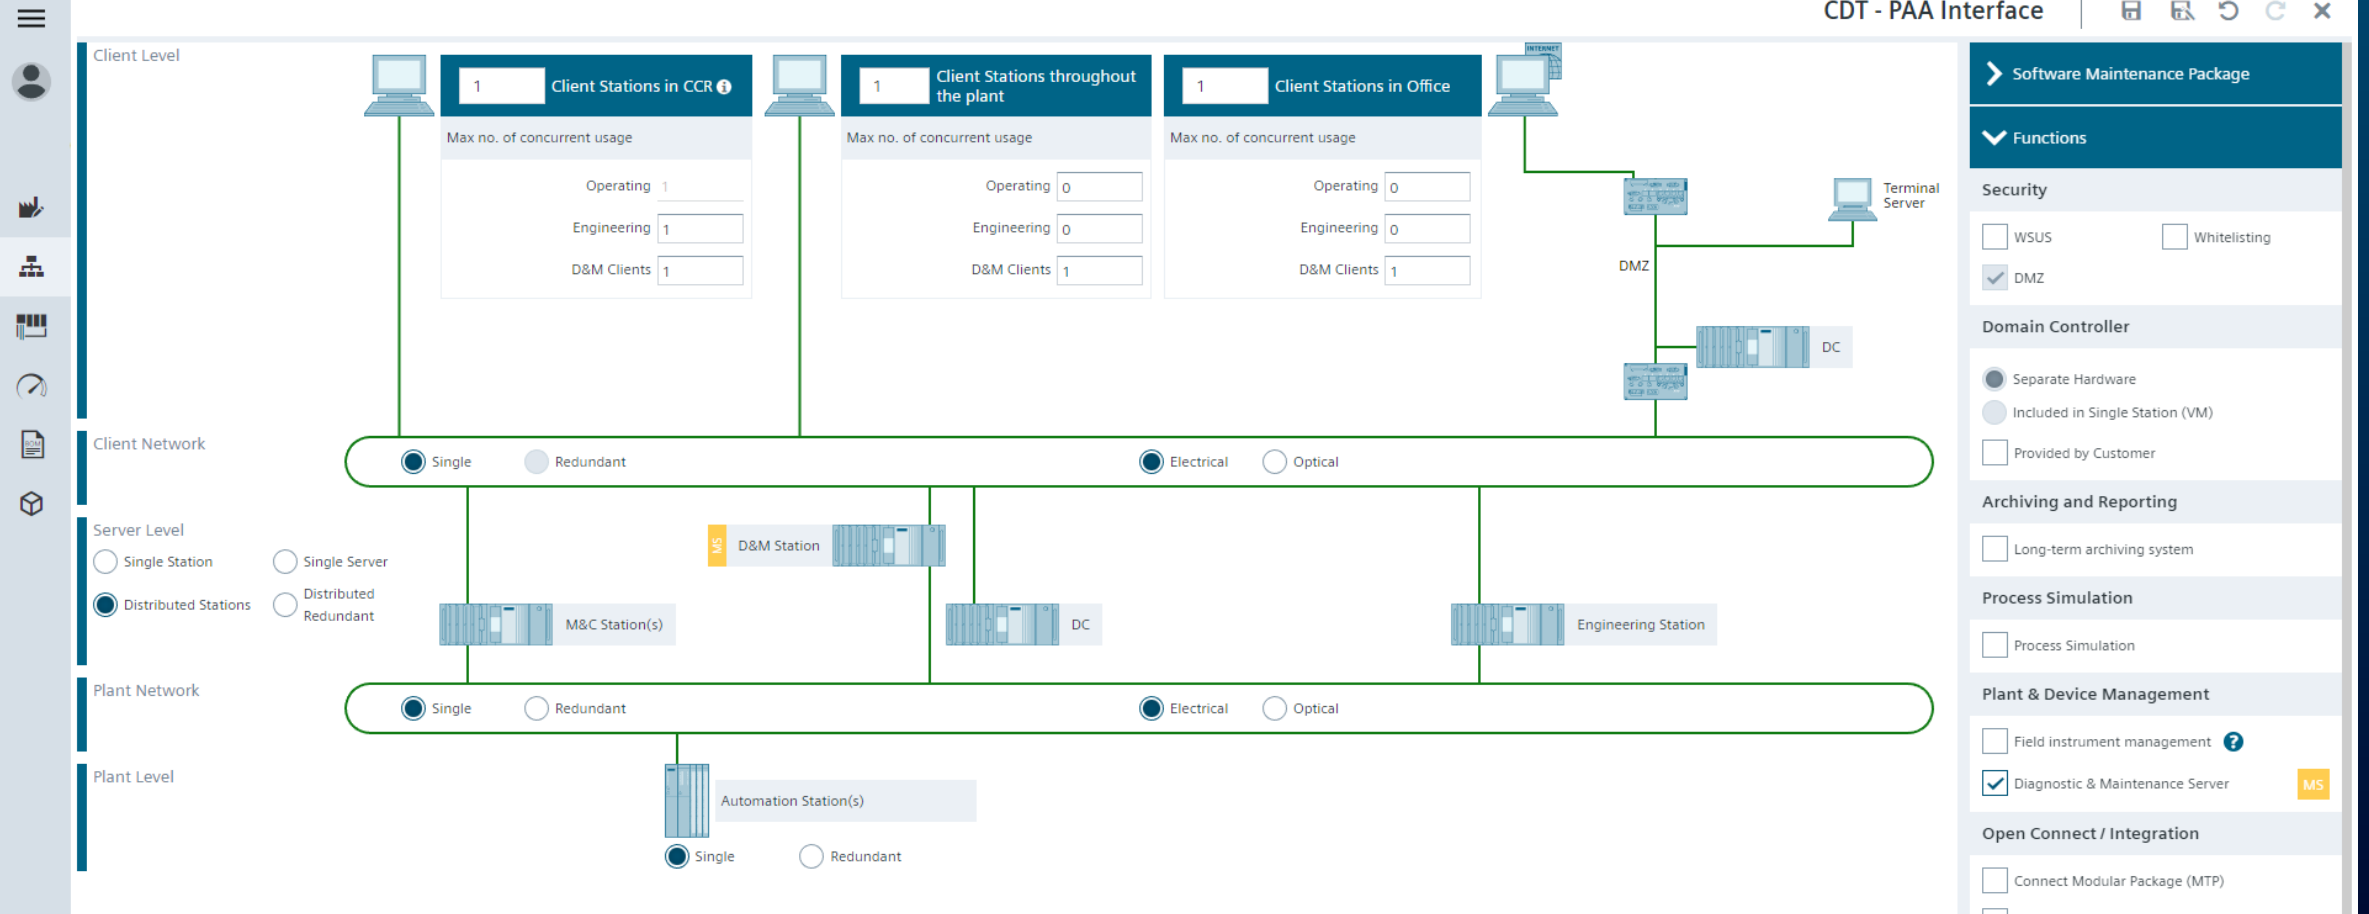 CDT - PAA Interface
Client Level
INTERNET
1
Client Stations in CCR
Max no. of concurrent usage
Operating 1
Engineering 1
D&M Clients 1
1
Client Stations throughout
the plant
Max no. of concurrent usage
Operating 0
Engineering 0
D&M Clients 1
1
Client Stations in Office
Max no. of concurrent usage
Operating 0
Engineering 0
D&M Clients 1
Terminal
Server
DMZ
DC
Client Network
Single
Redundant
Electrical
Optical
Server Level
Single Station
Single Server
Distributed Stations
Distributed
Redundant
MS
D&M Station
M&C Station(s)
DC
Engineering Station
Plant Network
Single
Redundant
Electrical
Optical
Plant Level
Automation Station(s)
Single
Redundant
BOM
Software Maintenance Package
Functions
Security
WSUS
Whitelisting
DMZ
Domain Controller
Separate Hardware
Included in Single Station (VM)
Provided by Customer
Archiving and Reporting
Long-term archiving system
Process Simulation
Process Simulation
Plant & Device Management
Field instrument management ?
Diagnostic & Maintenance Server
MS
Open Connect / Integration
Connect Modular Package (MTP)